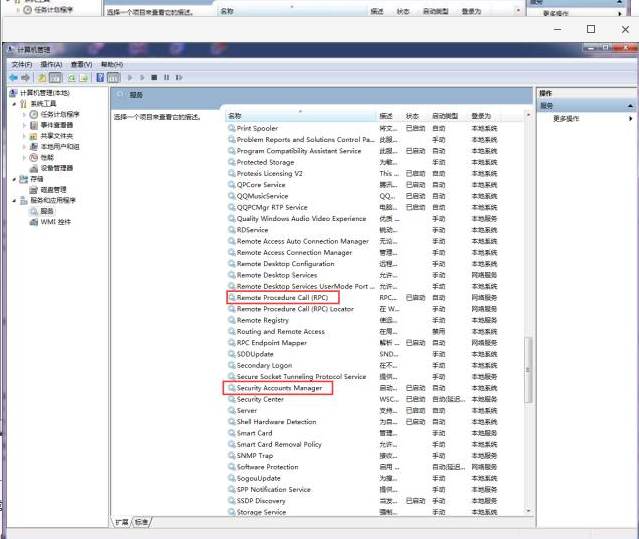 任务计划程序
选择一个项目来查看它的描述。
名称 描述 状态 启动类型 登录为
更多操作
计算机管理
文件(F) 操作(A) 查看(V) 帮助(H)
计算机管理(本地)
系统工具
任务计划程序
事件查看器
共享文件夹
本地用户和组
性能
设备管理器
存储
磁盘管理
服务和应用程序
服务
WMI 控件
服务
选择一个项目来查看它的描述。
名称 描述 状态 启动类型 登录为
Print Spooler 将文... 已启动 自动 本地系统
Problem Reports and Solutions Control Pa... 此服... 手动 本地系统
Program Compatibility Assistant Service 此服... 已启动 自动 本地系统
Protected Storage 为敏... 手动 本地系统
Protexis Licensing V2 This ... 已启动 自动 本地系统
QPCore Service 腾讯... 已启动 自动 本地系统
QQMusicService QQ... 已启动 自动 本地系统
QQPCMgr RTP Service 电脑... 已启动 自动 本地系统
Quality Windows Audio Video Experience 优质 ... 手动 本地服务
RDService 手动 本地系统
Remote Access Auto Connection Manager 无论... 手动 本地系统
Remote Access Connection Manager 管理... 手动 本地系统
Remote Desktop Configuration 远程... 手动 本地系统
Remote Desktop Services 允许... 手动 网络服务
Remote Desktop Services UserMode Port ... 允许... 手动 本地系统
Remote Procedure Call (RPC) RPC... 已启动 自动 网络服务
Remote Procedure Call (RPC) Locator 在 W... 手动 网络服务
Remote Registry 使远... 手动 本地服务
Routing and Remote Access 在局... 禁用 本地系统
RPC Endpoint Mapper 解析 ... 已启动 自动 网络服务
SDDUpdate SND... 手动 本地系统
Secondary Logon 在不... 手动 本地系统
Secure Socket Tunneling Protocol Service 提供... 手动 本地服务
Security Accounts Manager 启动... 已启动 自动 本地系统
Security Center WSC... 已启动 自动(延迟... 本地服务
Server 支持... 已启动 自动 本地系统
Shell Hardware Detection 为自... 已启动 自动 本地系统
Smart Card 管理... 手动 本地服务
Smart Card Removal Policy 允许... 手动 本地系统
SNMP Trap 接收... 手动 本地服务
Software Protection 启用 ... 自动(延迟... 网络服务
SogouUpdate 为搜... 手动 本地系统
SPP Notification Service 提供... 手动 本地服务
SSDP Discovery 当发... 已启动 手动 本地服务
Storage Service 强制... 手动 本地系统
扩展 标准
操作
服务
更多操作